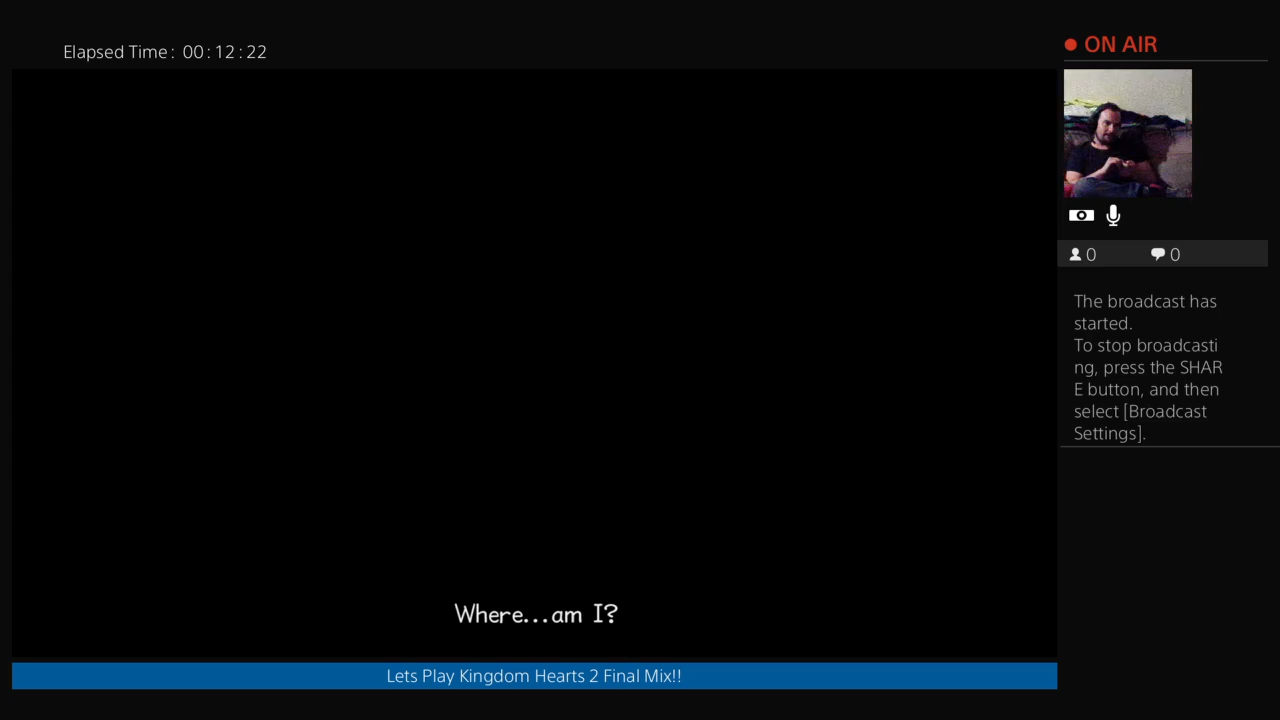 Elapsed Time: 00:12:22
ON AIR
0 0
The broadcast has
started.
To stop broadcasti
ng, press the SHAR
E button, and then
select [Broadcast
Settings].
Where...am I?
Lets Play Kingdom Hearts 2 Final Mix!!